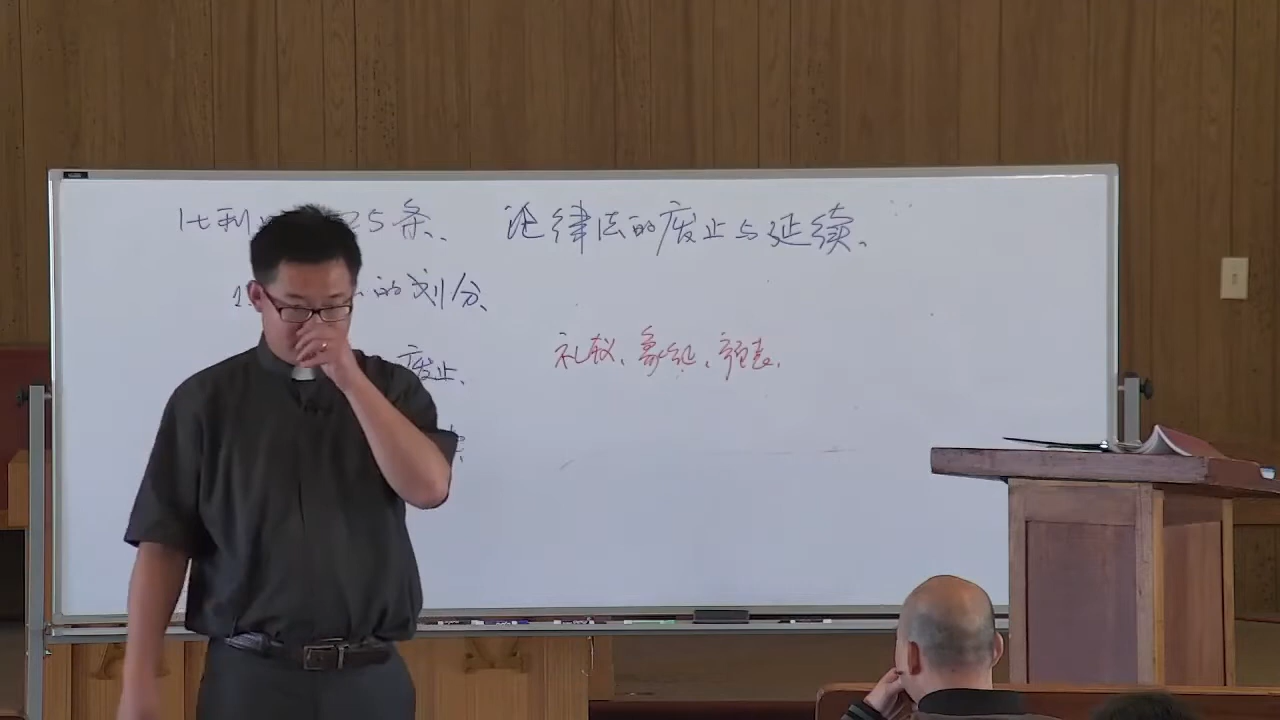 比利 25条、 论律法的废止与延续、
1. 的划分、
礼仪、象征、预表.
废止、